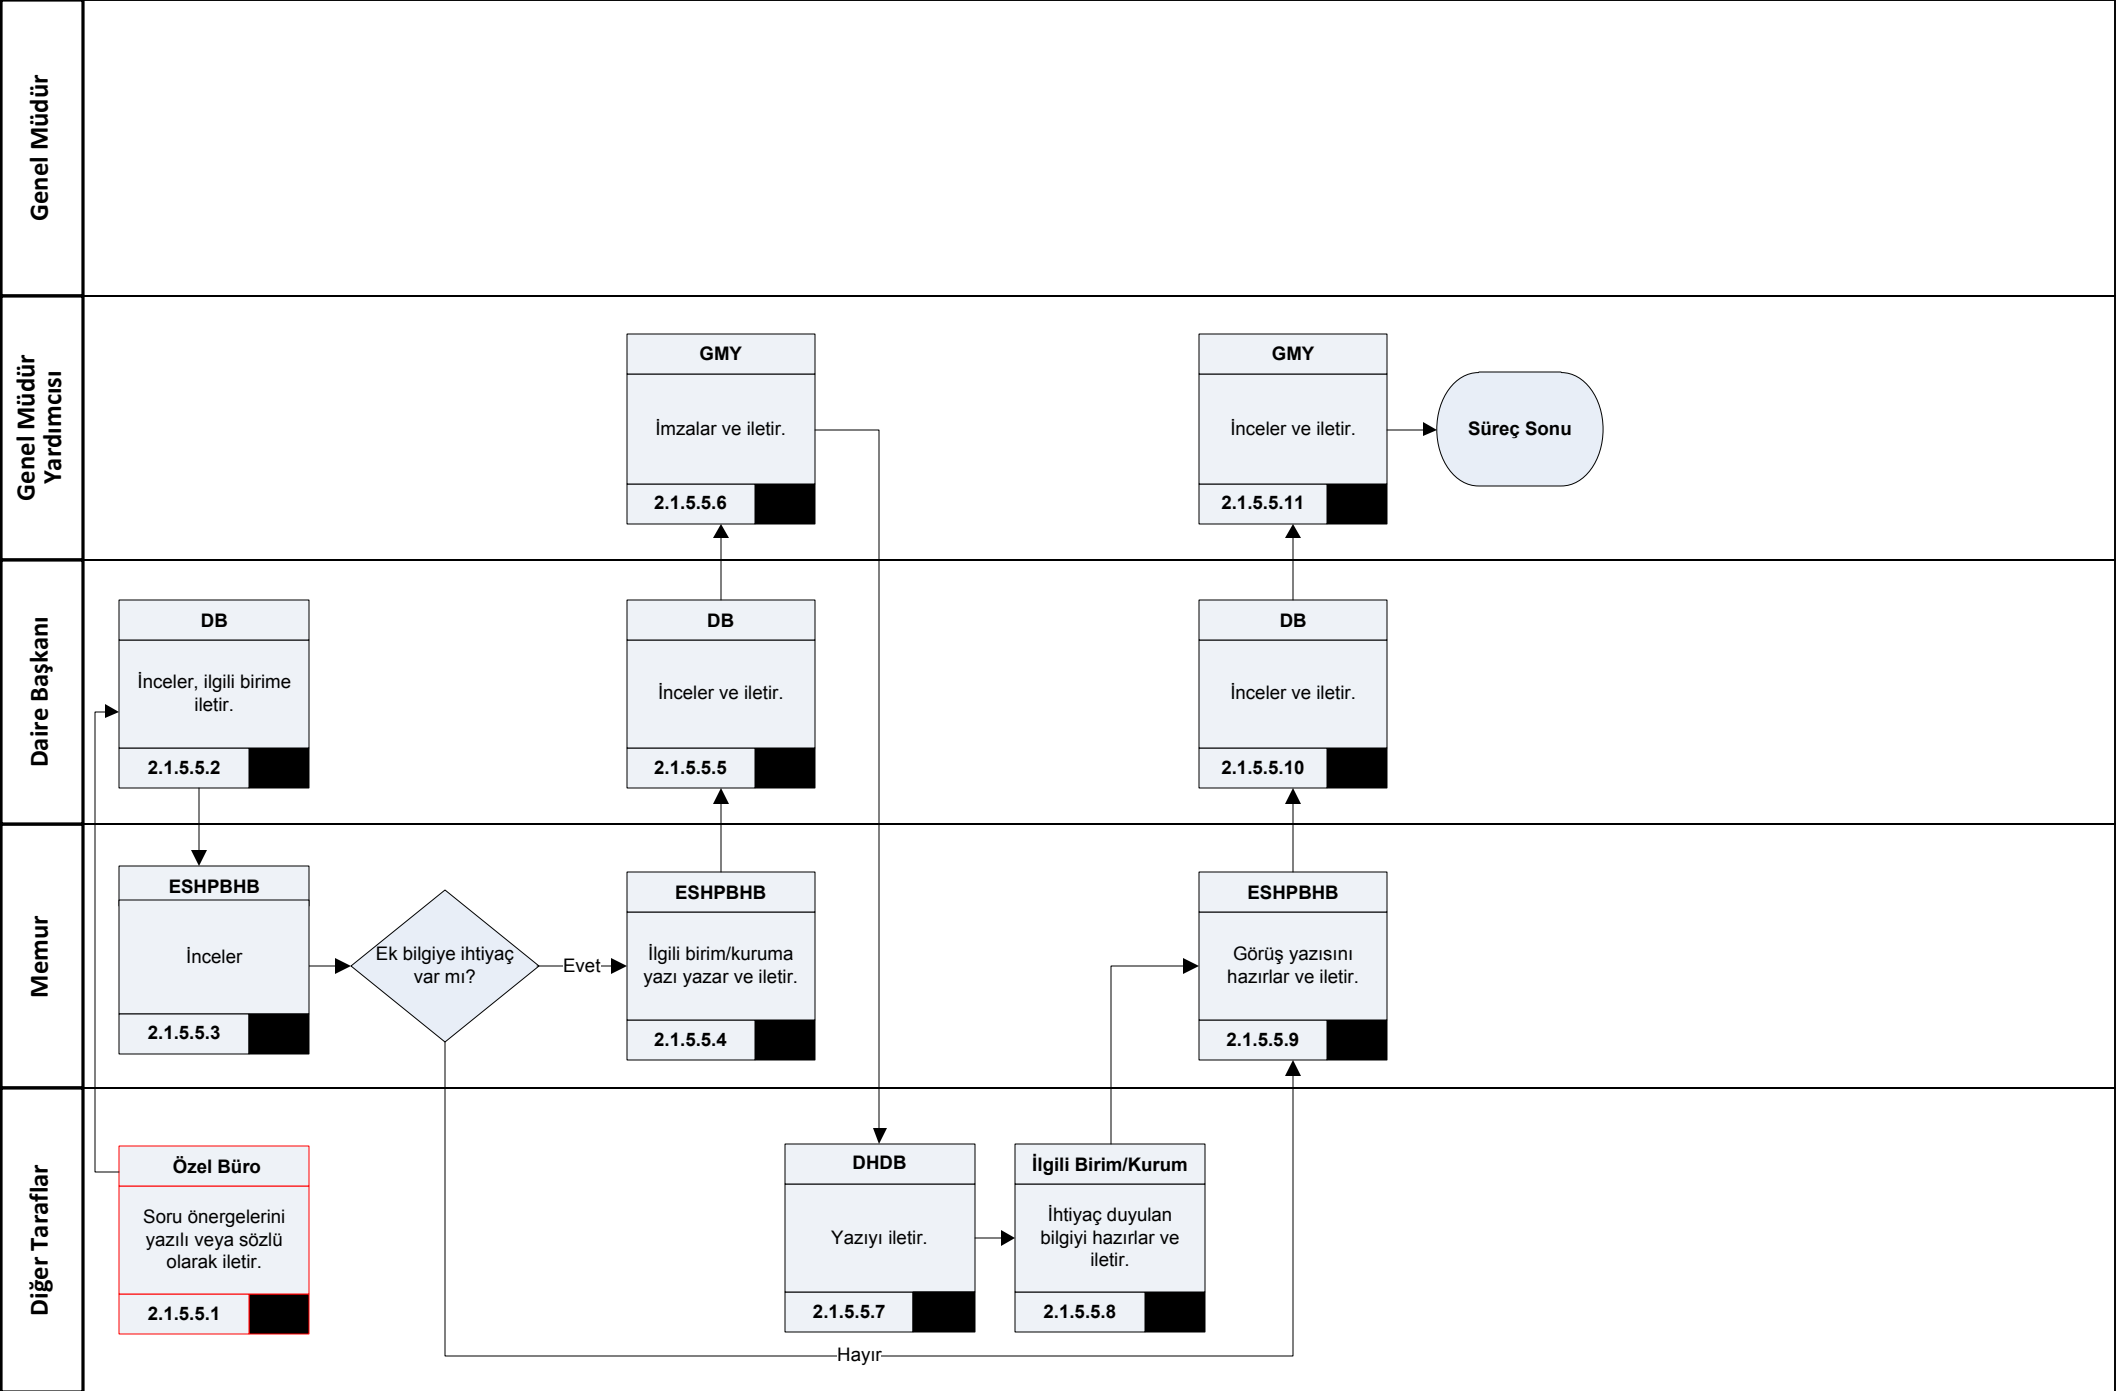 Genel Müdür
Genel Müdür
Yardımcısı
GMY
İmzalar ve iletir.
2.1.5.5.6
GMY
İnceler ve iletir.
2.1.5.5.11
Süreç Sonu
Daire Başkanı
DB
İnceler, ilgili birime
iletir.
2.1.5.5.2
DB
İnceler ve iletir.
2.1.5.5.5
DB
İnceler ve iletir.
2.1.5.5.10
Memur
ESHPBHB
İnceler
2.1.5.5.3
Ek bilgiye ihtiyaç
var mı?
Evet
ESHPBHB
İlgili birim/kuruma
yazı yazar ve iletir.
2.1.5.5.4
ESHPBHB
Görüş yazısını
hazırlar ve iletir.
2.1.5.5.9
Diğer Taraflar
Özel Büro
Soru önergelerini
yazılı veya sözlü
olarak iletir.
2.1.5.5.1
DHDB
Yazıyı iletir.
2.1.5.5.7
İlgili Birim/Kurum
İhtiyaç duyulan
bilgiyi hazırlar ve
iletir.
2.1.5.5.8
Hayır